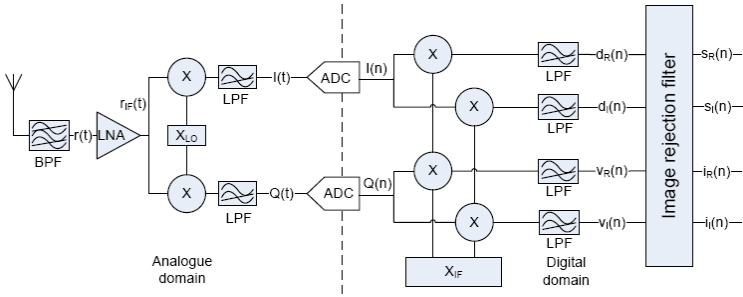 BPF
r(t)
LNA
r_IF(t)
X
X_LO
X
LPF
I(t)
LPF
Q(t)
ADC
I(n)
ADC
Q(n)
X
X
X
X
X_IF
LPF
d_R(n)
LPF
d_I(n)
LPF
v_R(n)
LPF
v_I(n)
Image rejection filter
s_R(n)
s_I(n)
i_R(n)
i_I(n)
Analogue
domain
Digital
domain